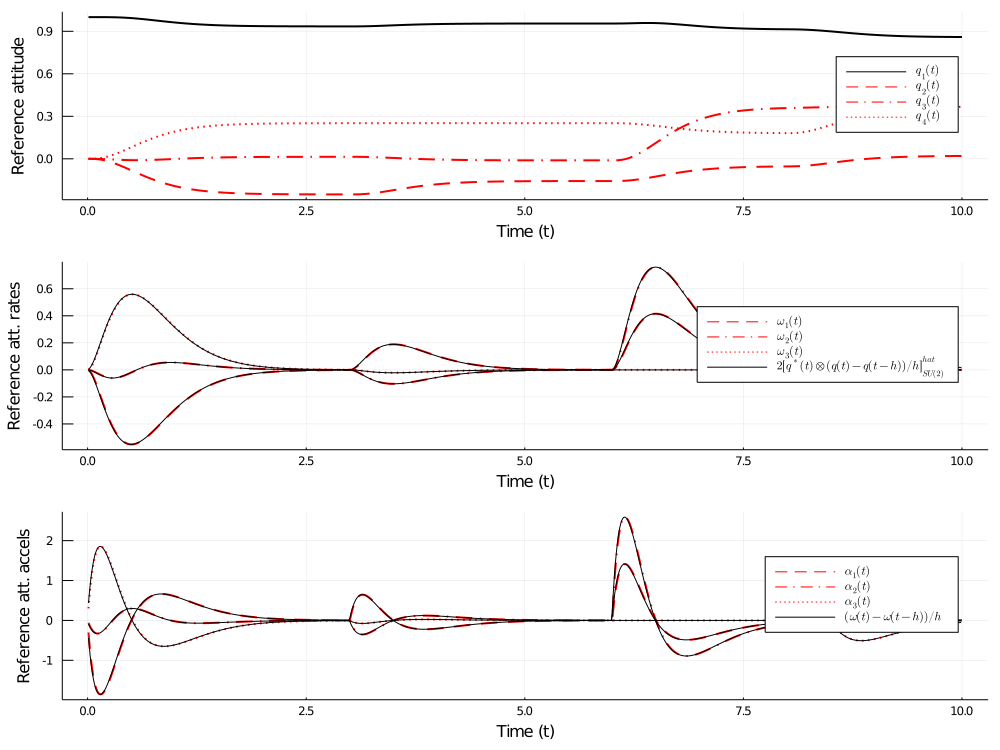 Reference attitude
0.9
0.6
0.3
0.0
q₁(t)
q₂(t)
q₃(t)
q₄(t)
0.0 2.5 5.0 7.5 10.0
Time (t)
Reference att. rates
0.6
0.4
0.2
0.0
-0.2
-0.4
ω₁(t)
ω₂(t)
ω₃(t)
2[q*(t)⊗(q(t)−q(t−h))/h]^{hat}_{SU(2)}
0.0 2.5 5.0 7.5 10.0
Time (t)
Reference att. accels
2
1
0
-1
α₁(t)
α₂(t)
α₃(t)
(ω(t)−ω(t−h))/h
0.0 2.5 5.0 7.5 10.0
Time (t)